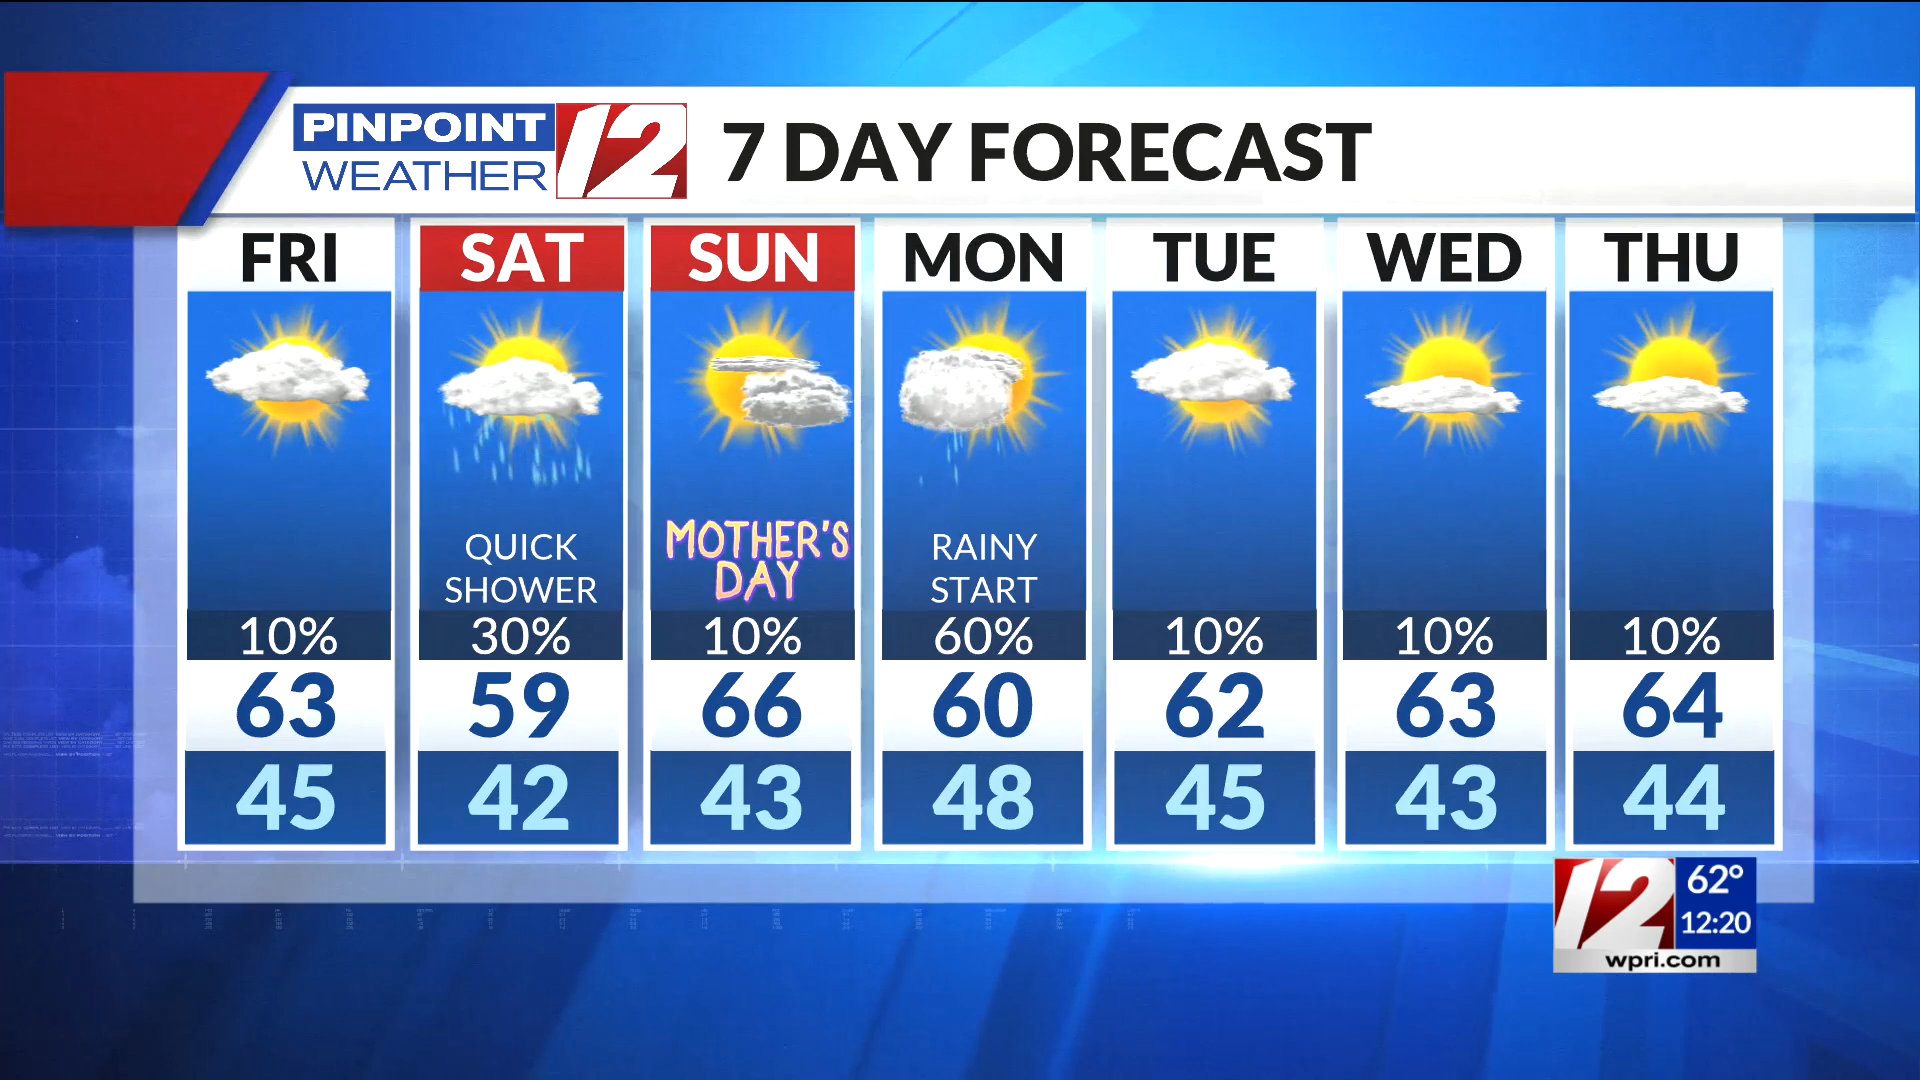 PINPOINT
WEATHER
12
7 DAY FORECAST
FRI SAT SUN MON TUE WED THU
QUICK
SHOWER
MOTHER'S
DAY
RAINY
START
10% 30% 10% 60% 10% 10% 10%
63 59 66 60 62 63 64
45 42 43 48 45 43 44
12
62°
12:20
wpri.com